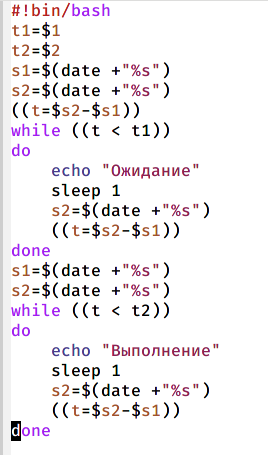 #!bin/bash
t1=$1
t2=$2
s1=$(date +"%s")
s2=$(date +"%s")
((t=$s2-$s1))
while ((t < t1))
do
    echo "Ожидание"
    sleep 1
    s2=$(date +"%s")
    ((t=$s2-$s1))
done
s1=$(date +"%s")
s2=$(date +"%s")
while ((t < t2))
do
    echo "Выполнение"
    sleep 1
    s2=$(date +"%s")
    ((t=$s2-$s1))
done